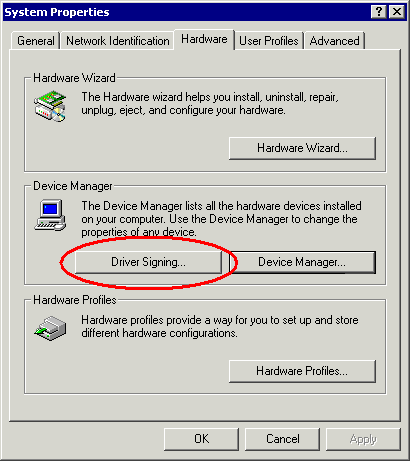 System Properties
General Network Identification Hardware User Profiles Advanced
Hardware Wizard
The Hardware wizard helps you install, uninstall, repair,
unplug, eject, and configure your hardware.
Hardware Wizard...
Device Manager
The Device Manager lists all the hardware devices installed
on your computer. Use the Device Manager to change the
properties of any device.
Driver Signing... Device Manager...
Hardware Profiles
Hardware profiles provide a way for you to set up and store
different hardware configurations.
Hardware Profiles...
OK Cancel Apply